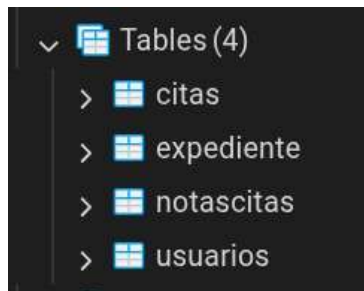 Tables (4)
citas
expediente
notascitas
usuarios